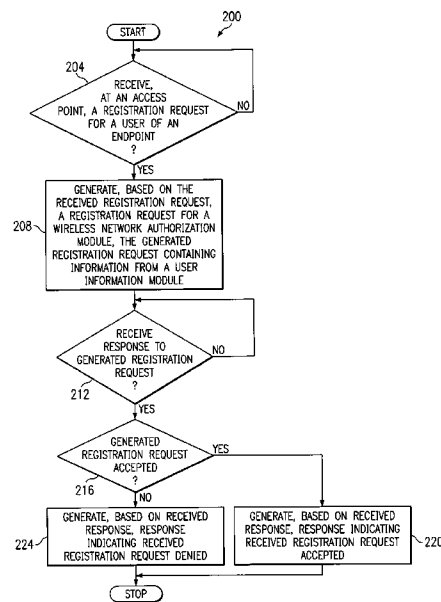 200
START
204
RECEIVE,
AT AN ACCESS
POINT, A REGISTRATION REQUEST
FOR A USER OF AN
ENDPOINT
?
NO
YES
208
GENERATE, BASED ON THE
RECEIVED REGISTRATION REQUEST,
A REGISTRATION REQUEST FOR A
WIRELESS NETWORK AUTHORIZATION
MODULE, THE GENERATED
REGISTRATION REQUEST CONTAINING
INFORMATION FROM A USER
INFORMATION MODULE
RECEIVE
RESPONSE TO
GENERATED REGISTRATION
REQUEST
?
NO
212
YES
GENERATED
REGISTRATION REQUEST
ACCEPTED
?
YES
216
NO
224
GENERATE, BASED ON RECEIVED
RESPONSE, RESPONSE
INDICATING RECEIVED
REGISTRATION REQUEST DENIED
GENERATE, BASED ON RECEIVED
RESPONSE, RESPONSE INDICATING
RECEIVED REGISTRATION REQUEST
ACCEPTED
220
STOP